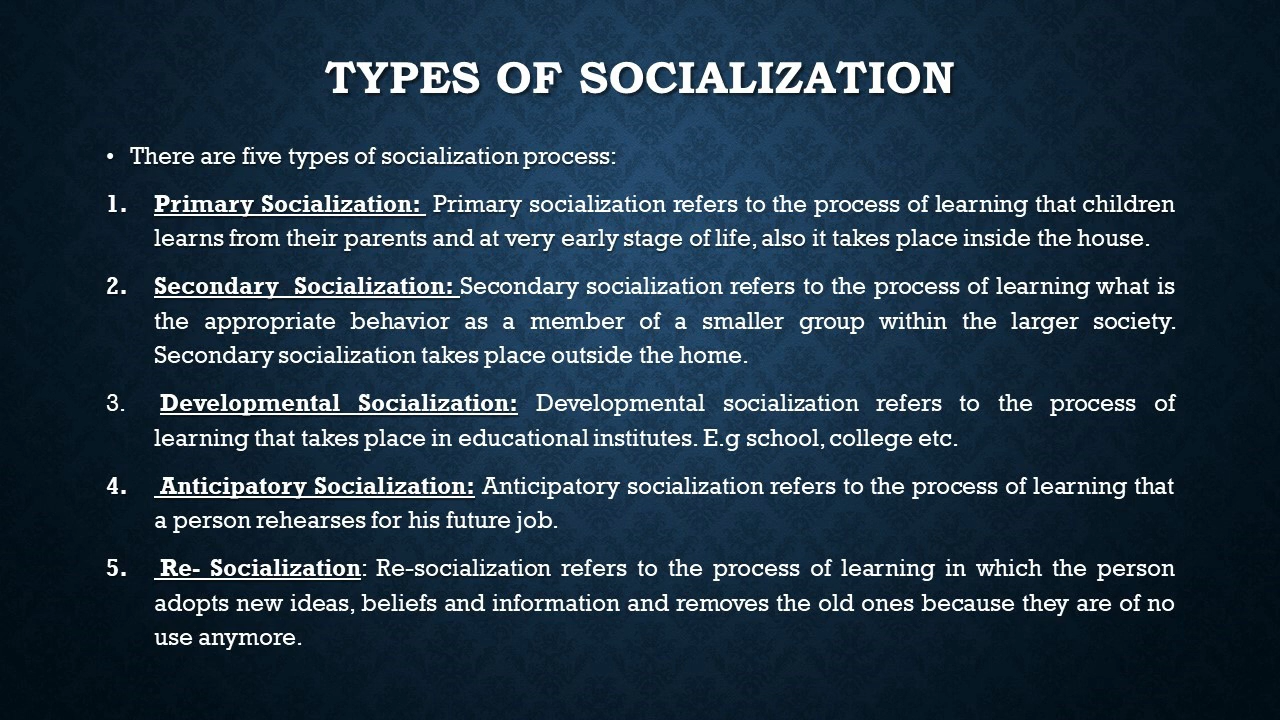 TYPES OF SOCIALIZATION
• There are five types of socialization process:
1. Primary Socialization: Primary socialization refers to the process of learning that children
learns from their parents and at very early stage of life, also it takes place inside the house.
2. Secondary Socialization: Secondary socialization refers to the process of learning what is
the appropriate behavior as a member of a smaller group within the larger society.
Secondary socialization takes place outside the home.
3. Developmental Socialization: Developmental socialization refers to the process of
learning that takes place in educational institutes. E.g school, college etc.
4. Anticipatory Socialization: Anticipatory socialization refers to the process of learning that
a person rehearses for his future job.
5. Re- Socialization: Re-socialization refers to the process of learning in which the person
adopts new ideas, beliefs and information and removes the old ones because they are of no
use anymore.